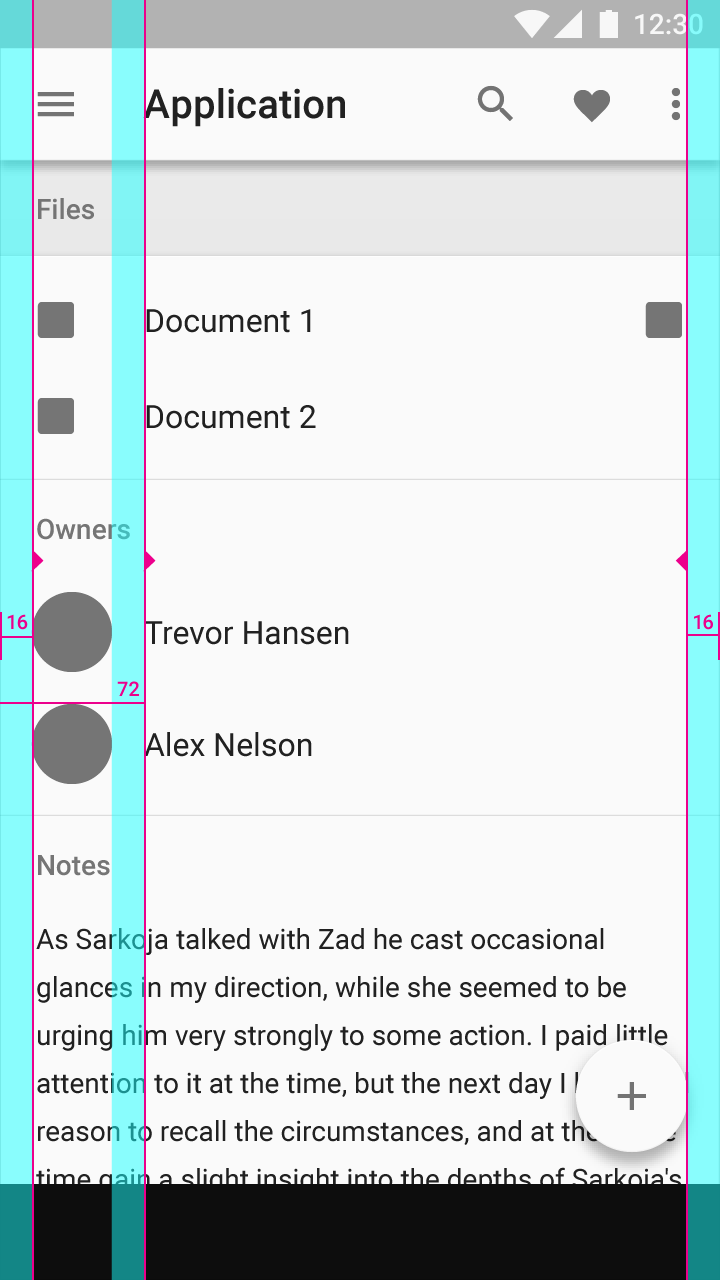 12:30
Application
Files
Document 1
Document 2
Owners
16
Trevor Hansen
16
72
Alex Nelson
Notes
As Sarkoja talked with Zad he cast occasional
glances in my direction, while she seemed to be
urging him very strongly to some action. I paid little
attention to it at the time, but the next day I
reason to recall the circumstances, and at
time gain a slight insight into the depths of Sarkoja's